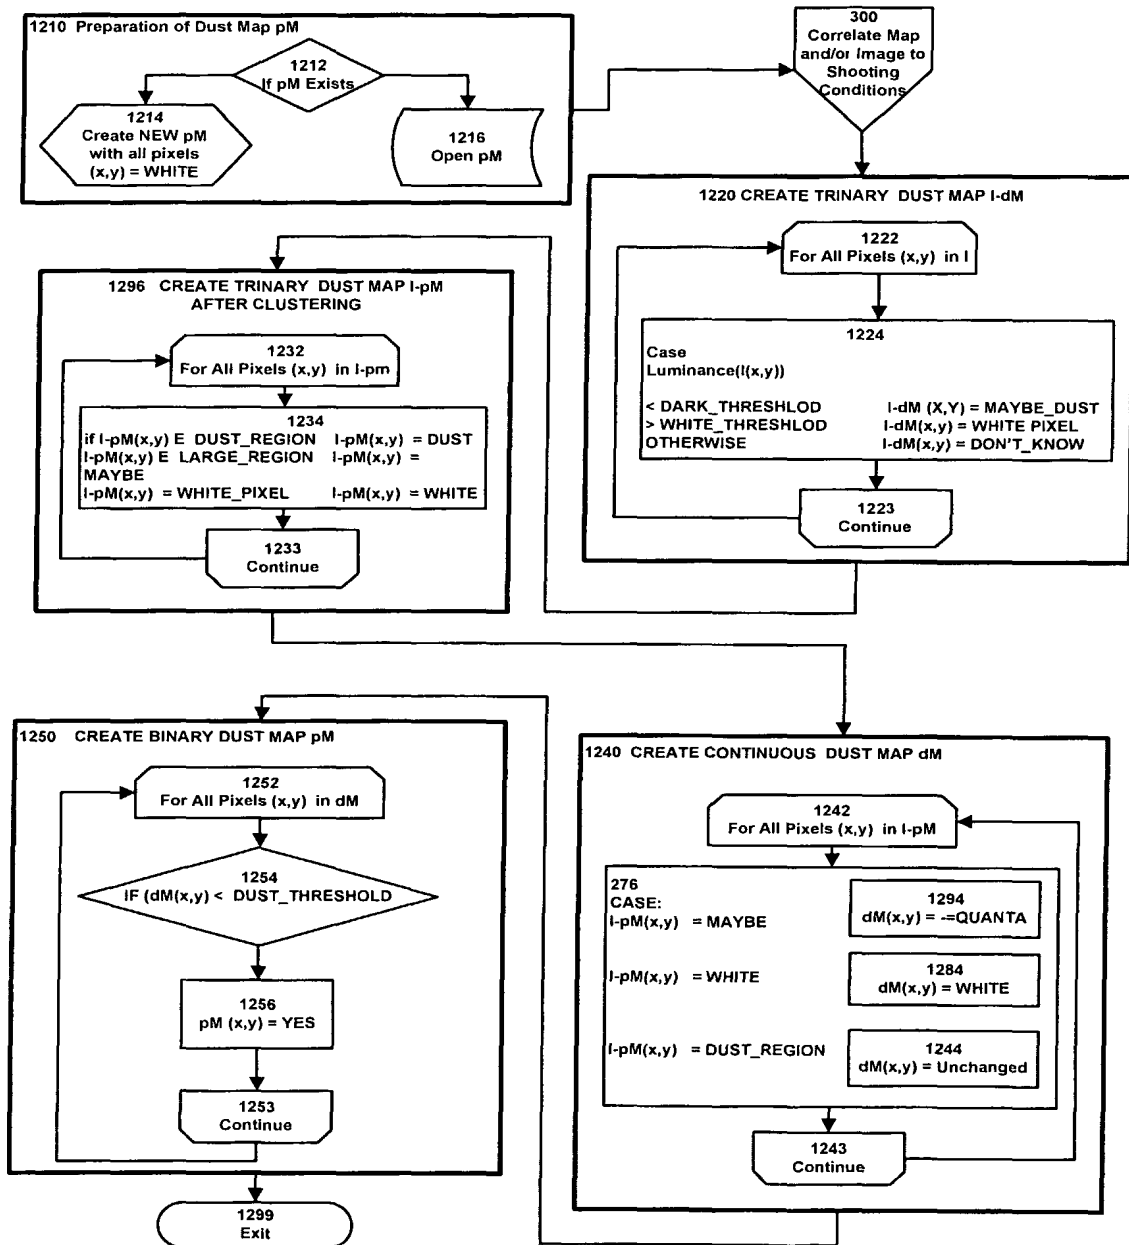 1210 Preparation of Dust Map pM
1212
If pM Exists
1214
Create NEW pM
with all pixels
(x,y) = WHITE
1216
Open pM
300
Correlate Map
and/or Image to
Shooting
Conditions
1220 CREATE TRINARY DUST MAP I-dM
1222
For All Pixels (x,y) in I
1224
Case
Luminance(I(x,y))
< DARK_THRESHLOD I-dM (X,Y) = MAYBE_DUST
> WHITE_THRESHLOD I-dM(x,y) = WHITE PIXEL
OTHERWISE I-dM(x,y) = DON'T_KNOW
1223
Continue
1296 CREATE TRINARY DUST MAP I-pM
AFTER CLUSTERING
1232
For All Pixels (x,y) in I-pm
1234
if I-pM(x,y) E DUST_REGION I-pM(x,y) = DUST
I-pM(x,y) E LARGE_REGION I-pM(x,y) =
MAYBE
I-pM(x,y) = WHITE_PIXEL I-pM(x,y) = WHITE
1233
Continue
1240 CREATE CONTINUOUS DUST MAP dM
1242
For All Pixels (x,y) in I-pM
276
CASE:
I-pM(x,y) = MAYBE
1294
dM(x,y) = -=QUANTA
I-pM(x,y) = WHITE
1284
dM(x,y) = WHITE
I-pM(x,y) = DUST_REGION
1244
dM(x,y) = Unchanged
1243
Continue
1250 CREATE BINARY DUST MAP pM
1252
For All Pixels (x,y) in dM
1254
IF (dM(x,y) < DUST_THRESHOLD
1256
pM (x,y) = YES
1253
Continue
1299
Exit